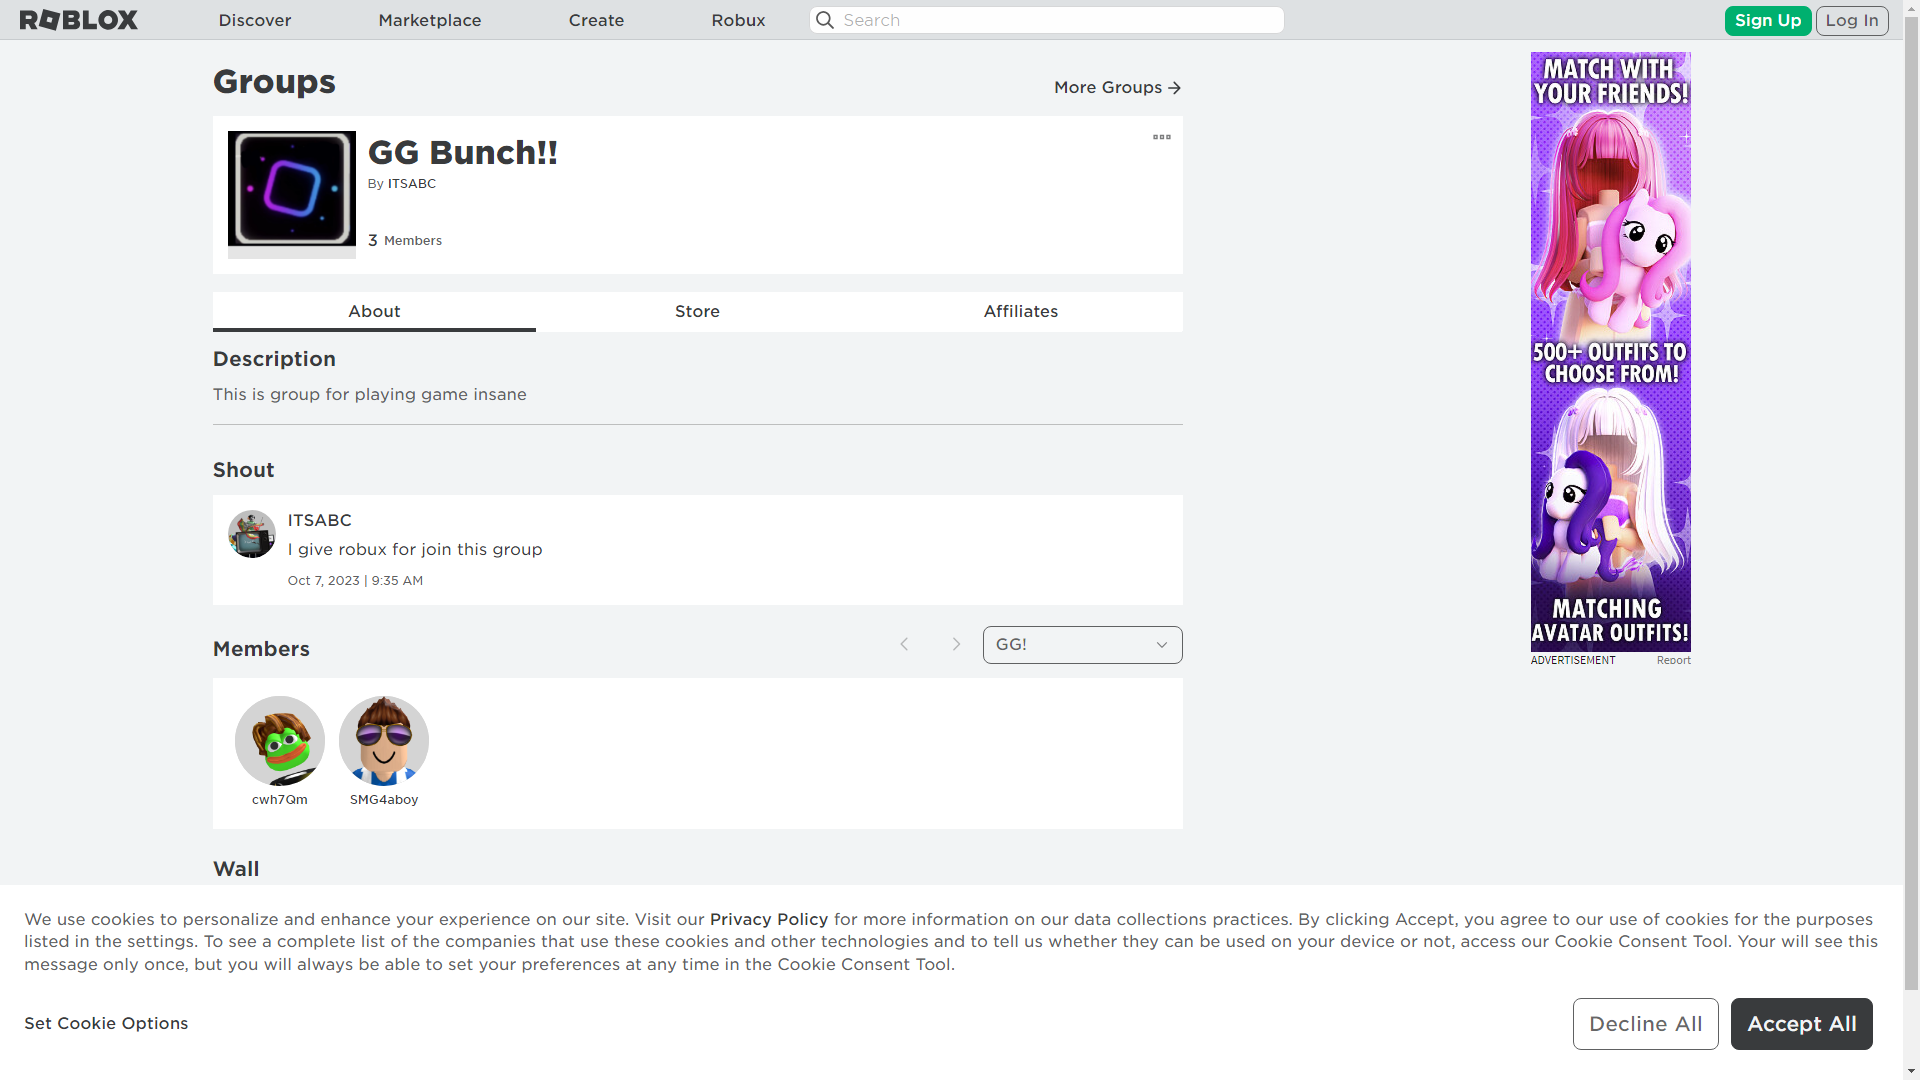 ROBLOX
Discover
Marketplace
Create
Robux
Search
Sign Up
Log In
Groups
More Groups →
GG Bunch!!
By ITSABC
3 Members
About
Store
Affiliates
Description
This is group for playing game insane
Shout
ITSABC
I give robux for join this group
Oct 7, 2023 | 9:35 AM
Members
GG!
cwh7Qm
SMG4aboy
Wall
MATCH WITH
YOUR FRIENDS!
500+ OUTFITS TO
CHOOSE FROM!
MATCHING
AVATAR OUTFITS!
ADVERTISEMENT
Report
We use cookies to personalize and enhance your experience on our site. Visit our Privacy Policy for more information on our data collections practices. By clicking Accept, you agree to our use of cookies for the purposes
listed in the settings. To see a complete list of the companies that use these cookies and other technologies and to tell us whether they can be used on your device or not, access our Cookie Consent Tool. Your will see this
message only once, but you will always be able to set your preferences at any time in the Cookie Consent Tool.
Set Cookie Options
Decline All
Accept All